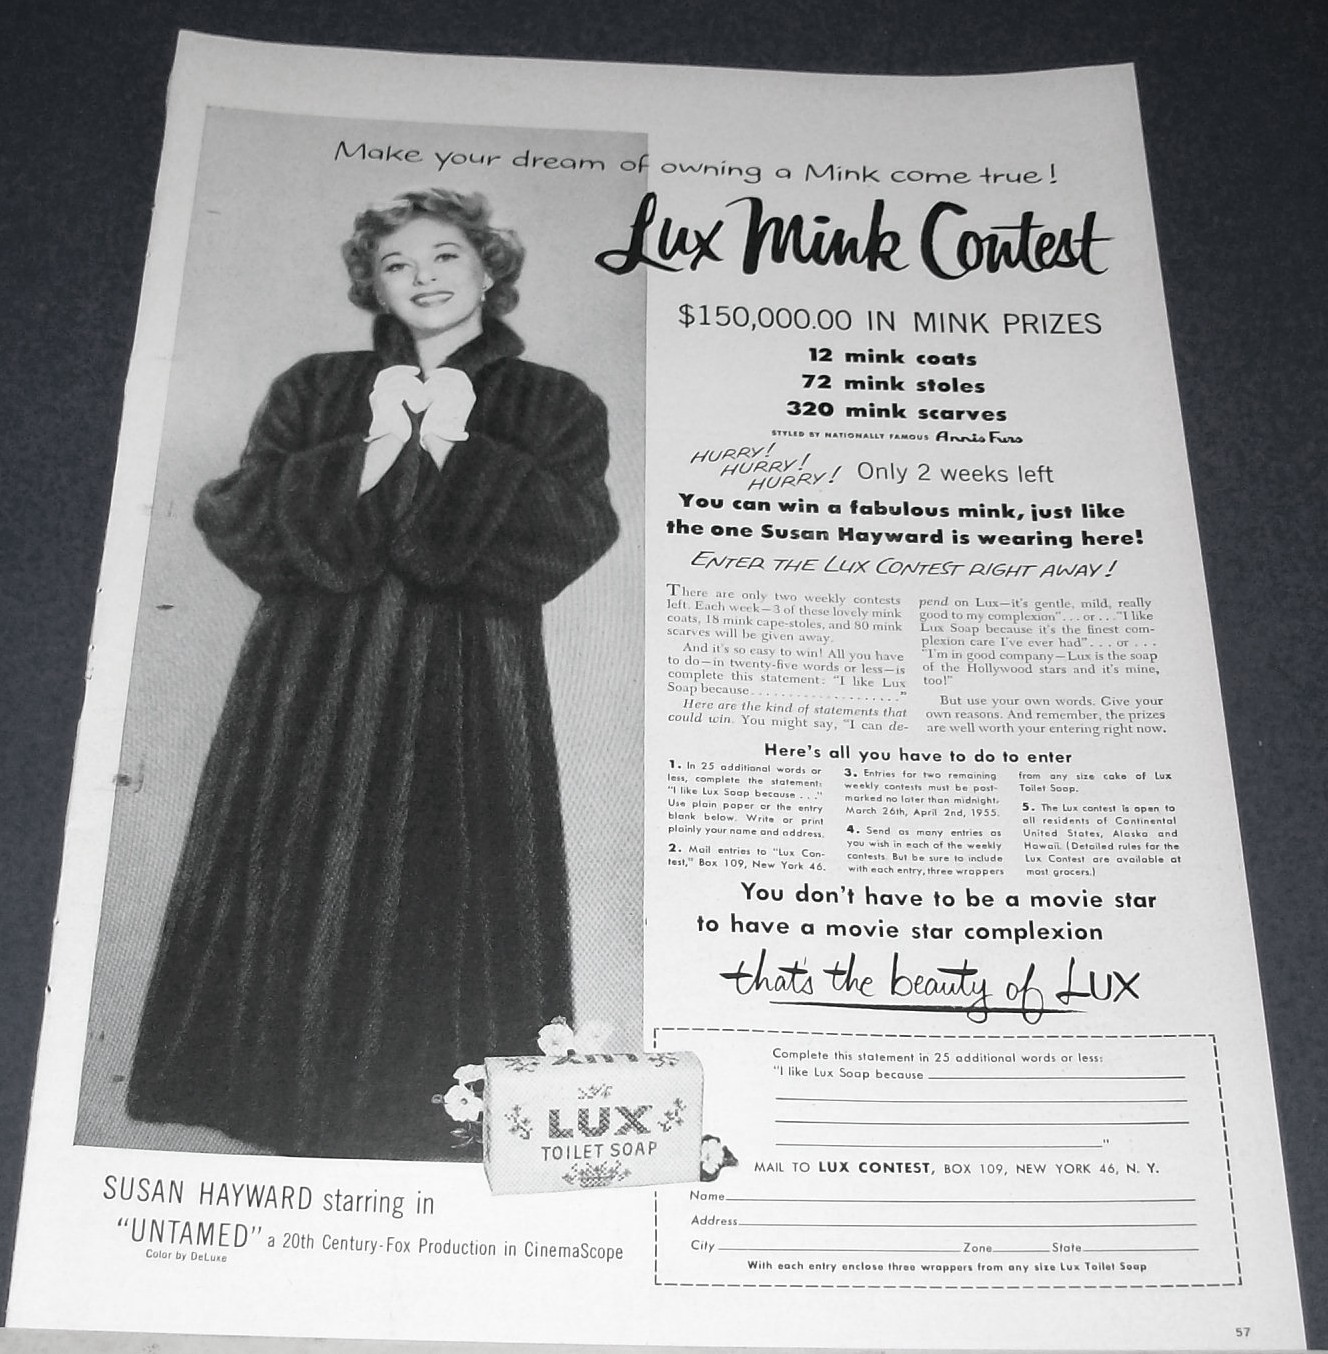 Make your dream of owning a Mink come true!
Lux Mink Contest
$150,000.00 IN MINK PRIZES
12 mink coats
72 mink stoles
320 mink scarves
STYLED BY NATIONALLY FAMOUS Annis Furs
HURRY!
HURRY!
HURRY! Only 2 weeks left
You can win a fabulous mink, just like
the one Susan Hayward is wearing here!
ENTER THE LUX CONTEST RIGHT AWAY!
There are only two weekly contests
left. Each week—3 of these lovely mink
coats, 18 mink cape-stoles, and 80 mink
scarves will be given away.
And it's so easy to win! All you have
to do—in twenty-five words or less—is
complete this statement: "I like Lux
Soap because...................."
Here are the kind of statements that
could win. You might say, "I can de-
pend on Lux—it's gentle, mild, really
good to my complexion"...or..."I like
Lux Soap because it's the finest com-
plexion care I've ever had"...or...
"I'm in good company—Lux is the soap
of the Hollywood stars and it's mine,
too!"
But use your own words. Give your
own reasons. And remember, the prizes
are well worth your entering right now.
Here's all you have to do to enter
1. In 25 additional words or
less, complete the statement:
"I like Lux Soap because . . ."
Use plain paper or the entry
blank below. Write or print
plainly your name and address.
2. Mail entries to "Lux Con-
test," Box 109, New York 46.
3. Entries for two remaining
weekly contests must be post-
marked no later than midnight,
March 26th, April 2nd, 1955.
4. Send as many entries as
you wish in each of the weekly
contests. But be sure to include
with each entry, three wrappers
from any size cake of Lux
Toilet Soap.
5. The Lux contest is open to
all residents of Continental
United States, Alaska and
Hawaii. (Detailed rules for the
Lux Contest are available at
most grocers.)
You don't have to be a movie star
to have a movie star complexion
that's the beauty of LUX
LUX
TOILET SOAP
Complete this statement in 25 additional words or less:
"I like Lux Soap because
"
MAIL TO LUX CONTEST, BOX 109, NEW YORK 46, N. Y.
Name
Address
City Zone State
With each entry enclose three wrappers from any size Lux Toilet Soap
SUSAN HAYWARD starring in
"UNTAMED" a 20th Century-Fox Production in CinemaScope
Color by DeLuxe
57